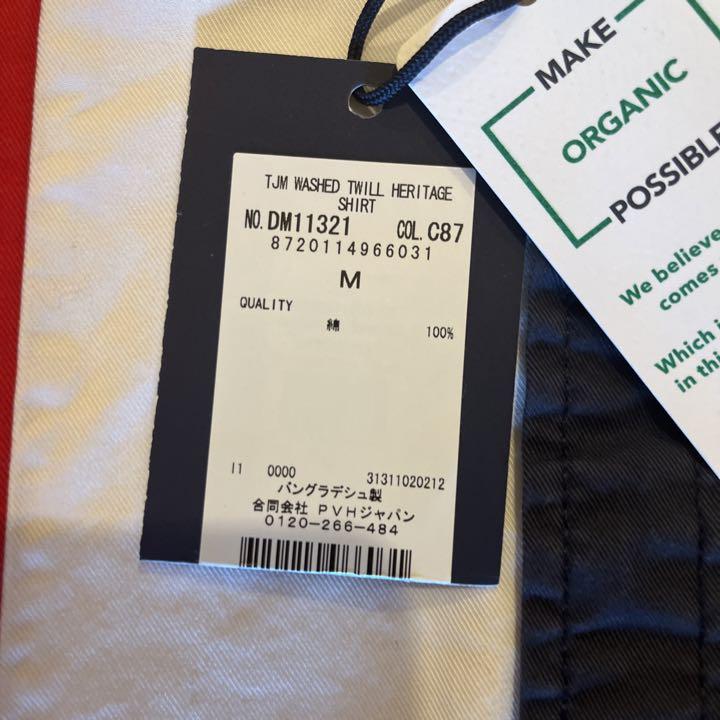 TJM WASHED TWILL HERITAGE
SHIRT
NO. DM11321 COL. C87
8720114966031
M
QUALITY
綿 100%
I1 0000 31311020212
バングラデシュ製
合同会社 PVHジャパン
0120-266-484
MAKE
ORGANIC
POSSIBLE
We believe
comes
Which i
in thi